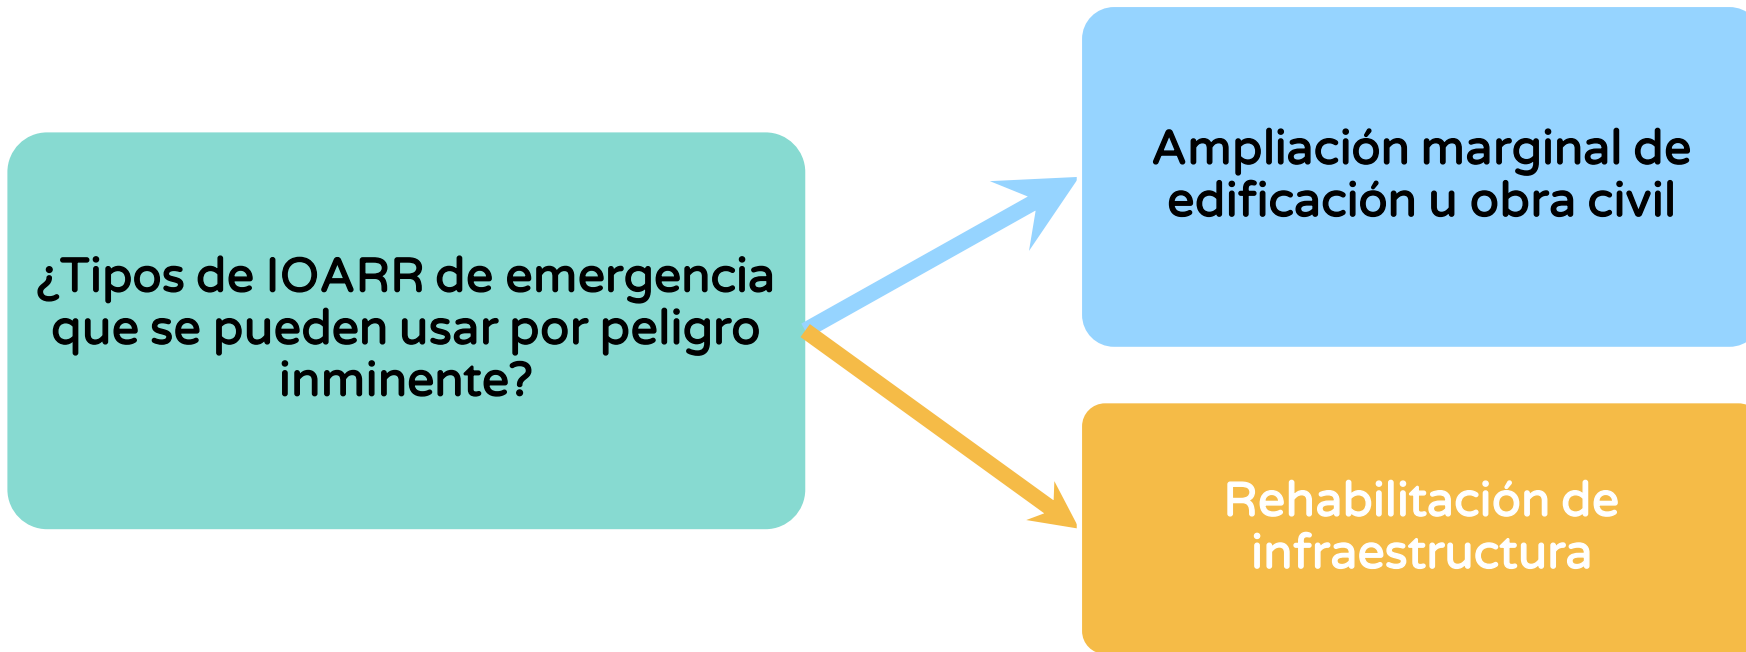 ¿Tipos de IOARR de emergencia
que se pueden usar por peligro
inminente?
Ampliación marginal de
edificación u obra civil
Rehabilitación de
infraestructura